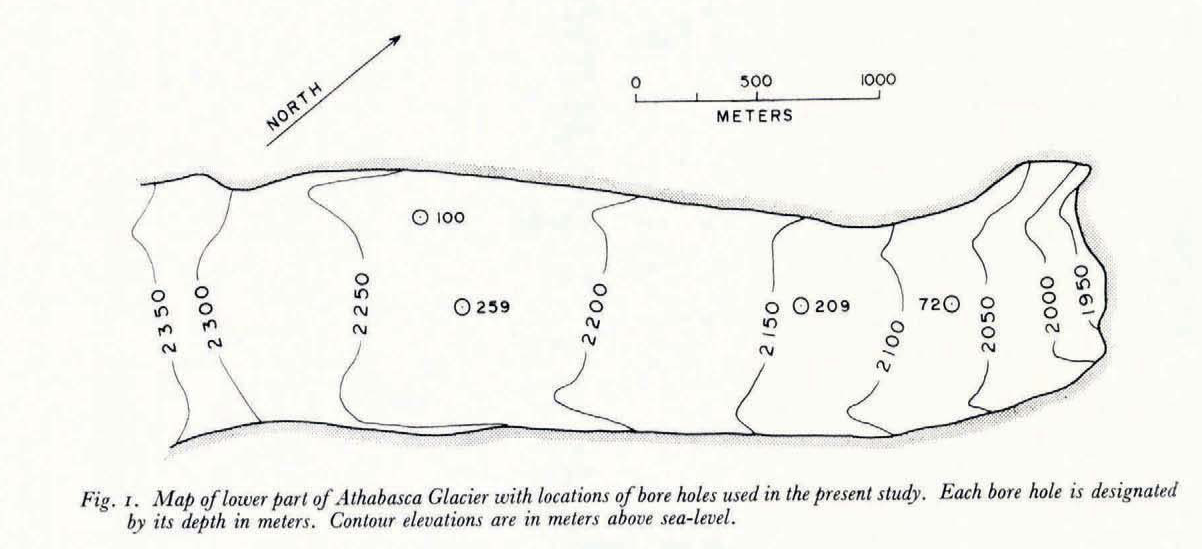 0 500 1000
METERS
NORTH
100
259
209
72
2350
2300
2250
2200
2150
2100
2050
2000
1950
Fig. 1. Map of lower part of Athabasca Glacier with locations of bore holes used in the present study. Each bore hole is designated
by its depth in meters. Contour elevations are in meters above sea-level.